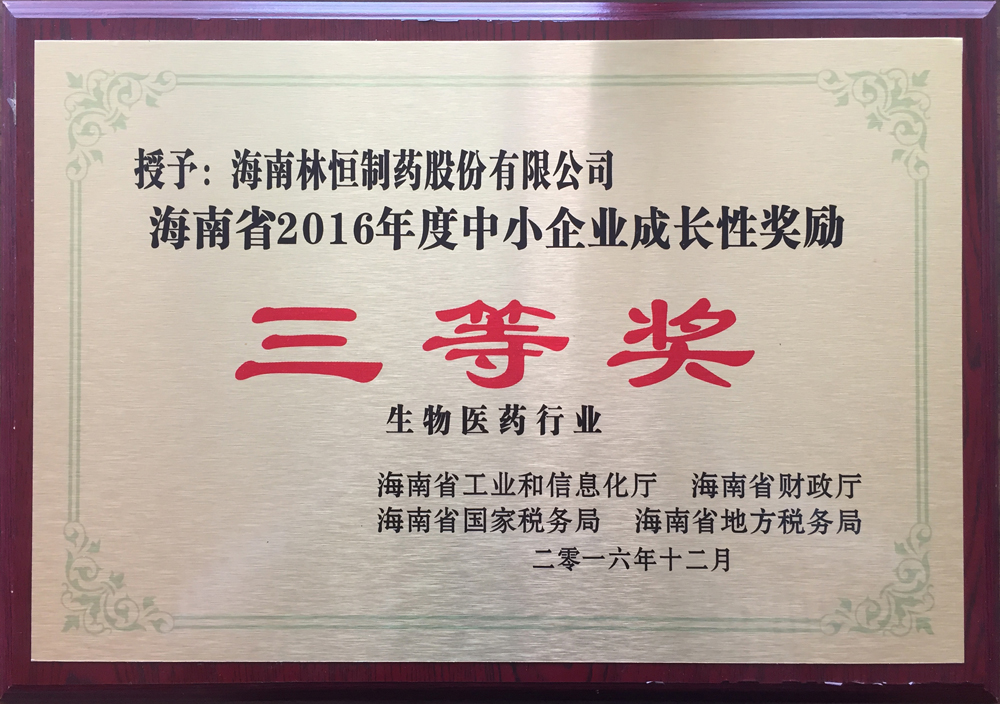 授予：海南林恒制药股份有限公司
海南省2016年度中小企业成长性奖励
三等奖
生物医药行业
海南省工业和信息化厅 海南省财政厅
海南省国家税务局 海南省地方税务局
二零一六年十二月